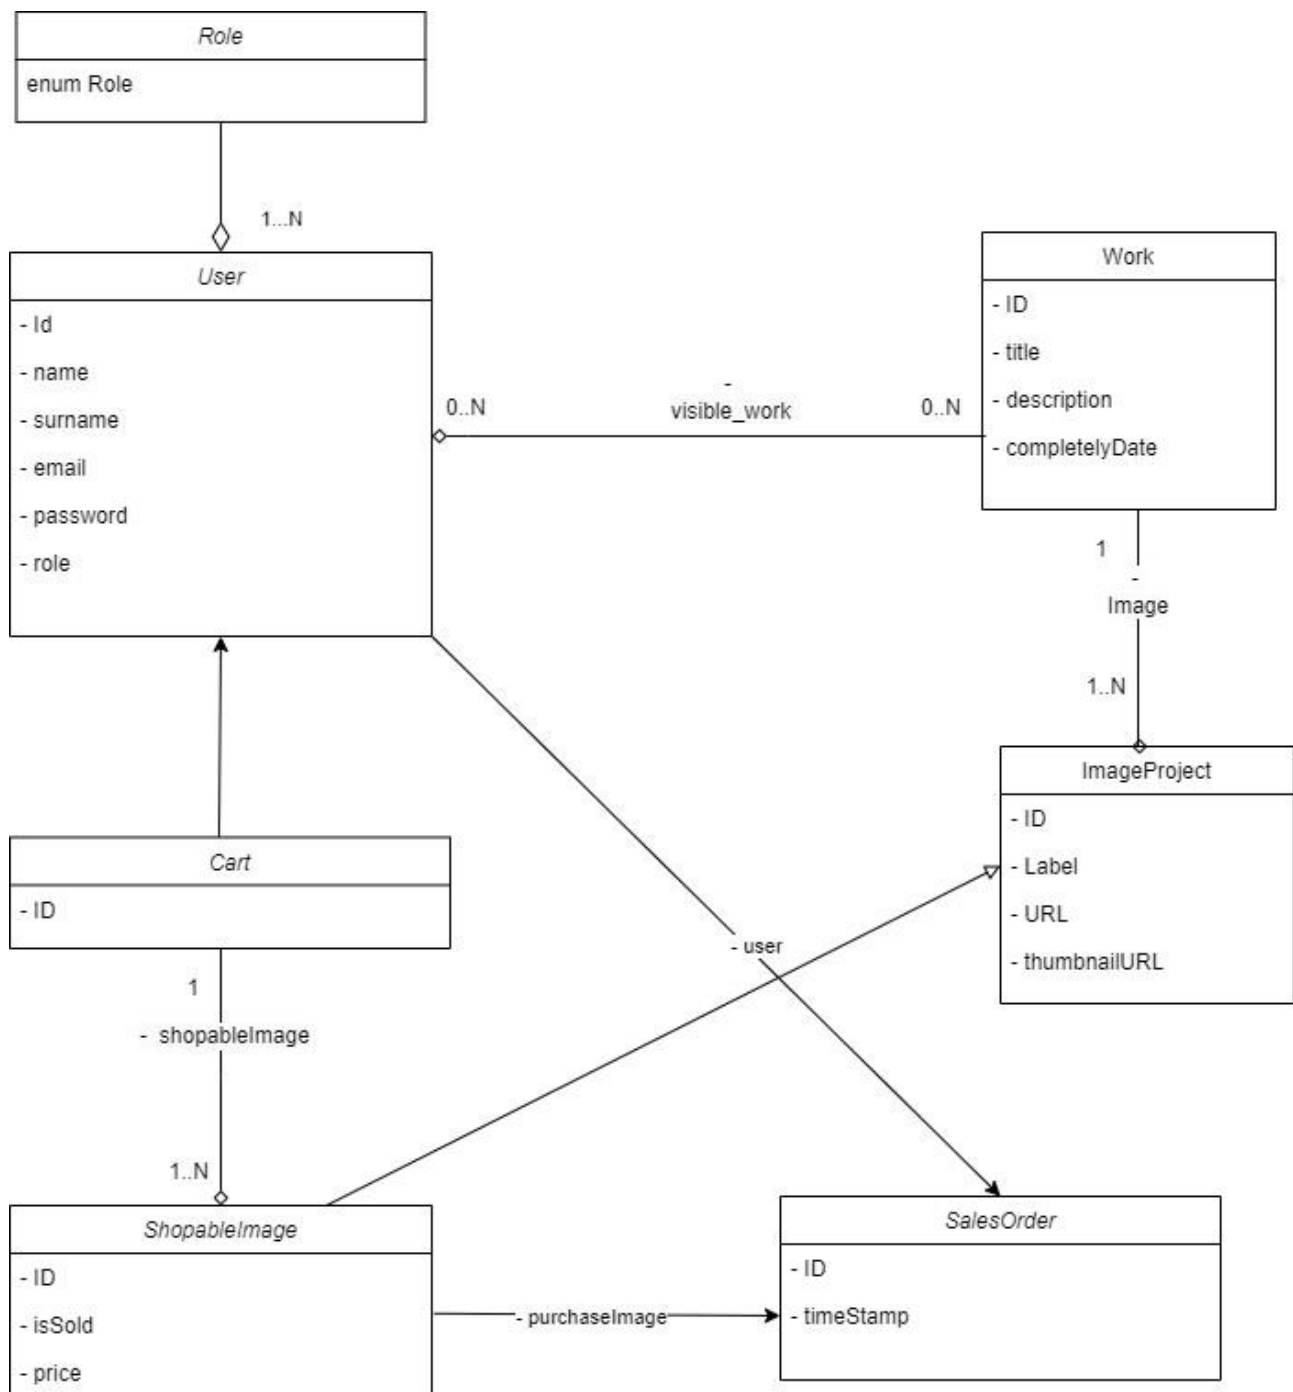 Role
enum Role
1...N
User
- Id
- name
- surname
- email
- password
- role
0..N
-
visible_work
0..N
Work
- ID
- title
- description
- completelyDate
1
-
Image
1..N
ImageProject
- ID
- Label
- URL
- thumbnailURL
Cart
- ID
1
- shopableImage
1..N
- user
ShopableImage
- ID
- isSold
- price
- purchaseImage
SalesOrder
- ID
- timeStamp